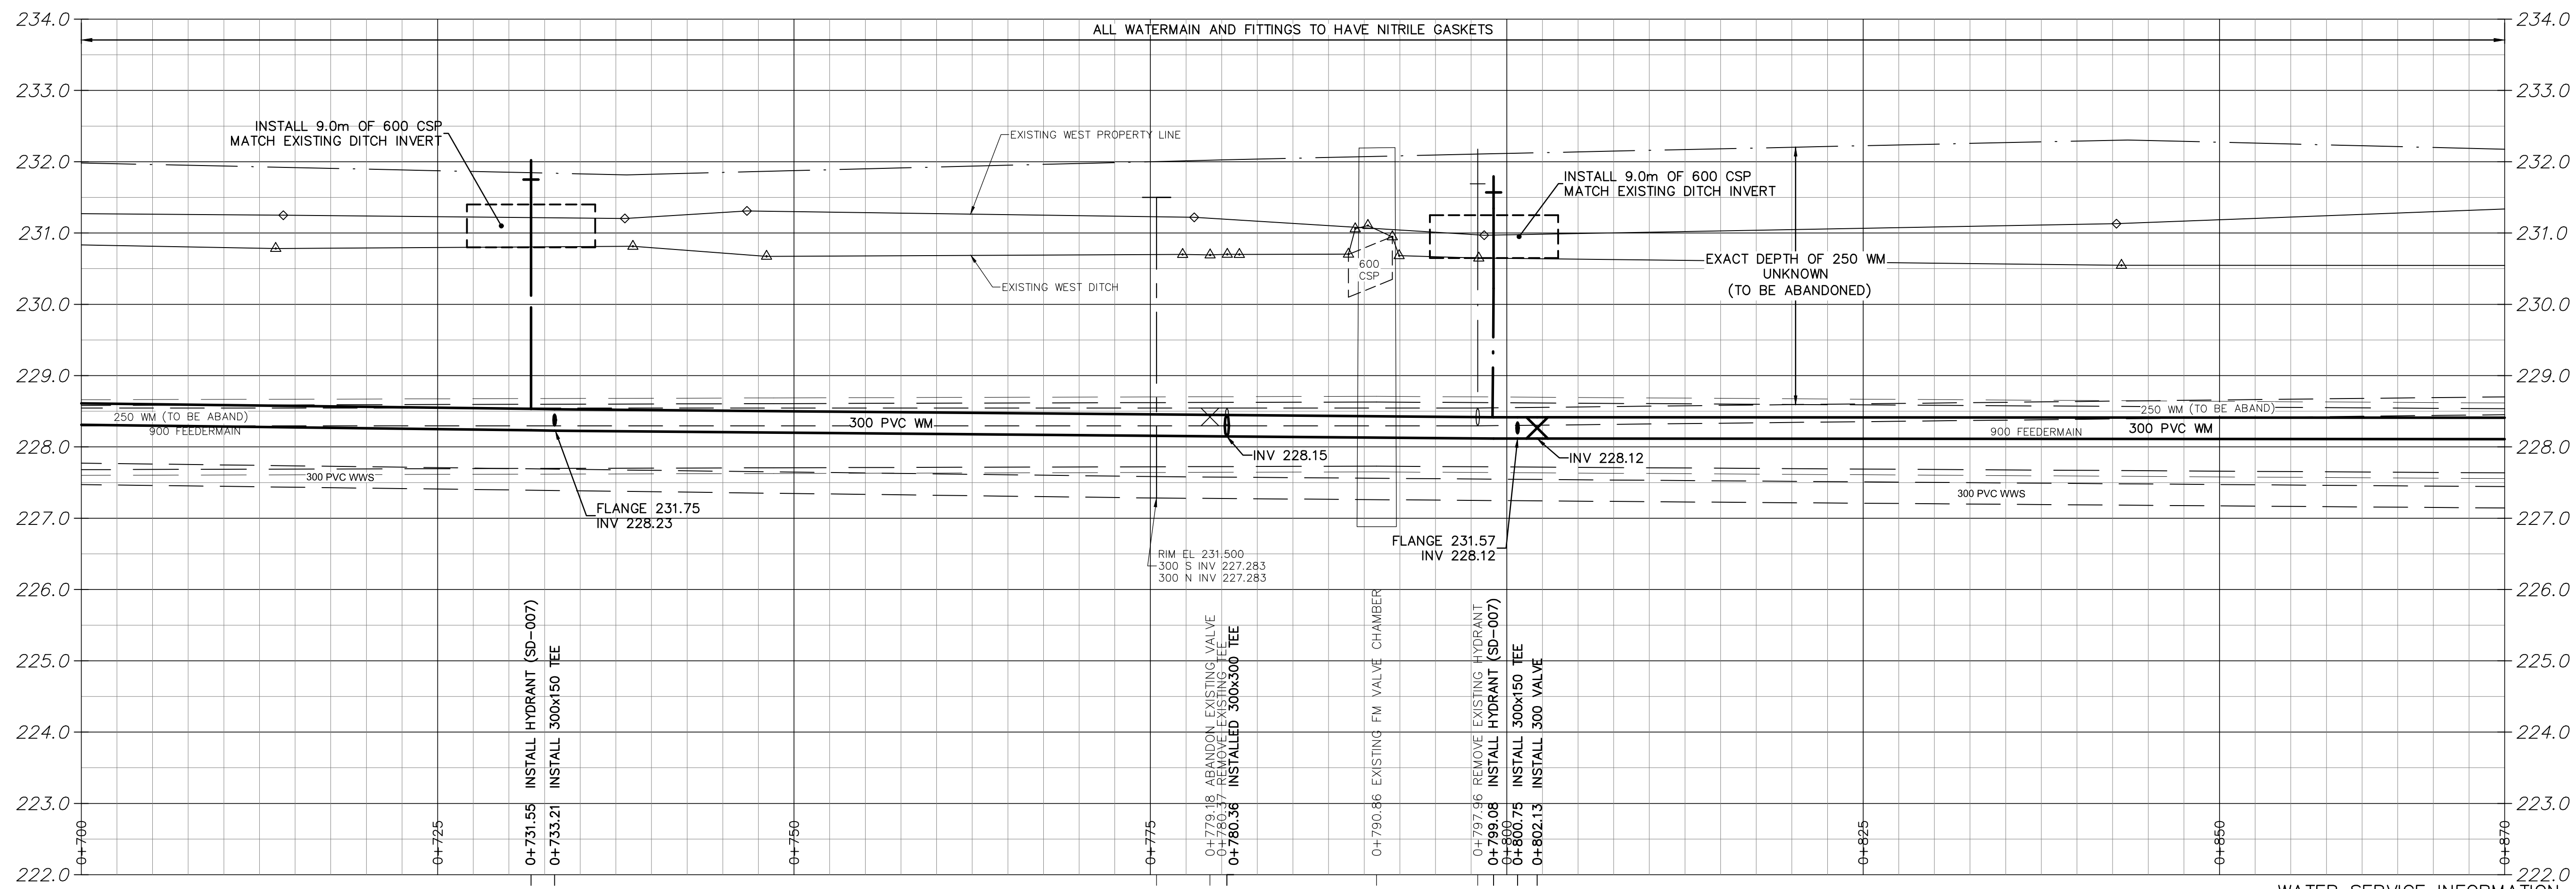 234.0
ALL WATERMAIN AND FITTINGS TO HAVE NITRILE GASKETS
234.0
233.0
233.0
INSTALL 9.0m OF 600 CSP
MATCH EXISTING DITCH INVERT
EXISTING WEST PROPERTY LINE
232.0
232.0
INSTALL 9.0m OF 600 CSP
MATCH EXISTING DITCH INVERT
231.0
231.0
600
CSP
EXACT DEPTH OF 250 WM
UNKNOWN
(TO BE ABANDONED)
EXISTING WEST DITCH
230.0
230.0
229.0
229.0
250 WM (TO BE ABAND)
900 FEEDERMAIN
300 PVC WM
250 WM (TO BE ABAND)
900 FEEDERMAIN
300 PVC WM
228.0
228.0
INV 228.15
INV 228.12
300 PVC WWS
300 PVC WWS
FLANGE 231.75
INV 228.23
227.0
227.0
FLANGE 231.57
INV 228.12
RIM EL 231.500
300 S INV 227.283
300 N INV 227.283
226.0
226.0
225.0
225.0
224.0
224.0
223.0
223.0
222.0
222.0
0+700
0+725
0+731.55 INSTALL HYDRANT (SD-007)
0+733.21 INSTALL 300x150 TEE
0+750
0+775
0+779.18 ABANDON EXISTING VALVE
0+780.37 REMOVE EXISTING TEE
0+780.36 INSTALLED 300x300 TEE
0+790.86 EXISTING FM VALVE CHAMBER
0+797.96 REMOVE EXISTING HYDRANT
0+799.08 INSTALL HYDRANT (SD-007)
0+800
0+800.75 INSTALL 300x150 TEE
0+802.13 INSTALL 300 VALVE
0+825
0+850
0+870
WATER SERVICE INFORMATION